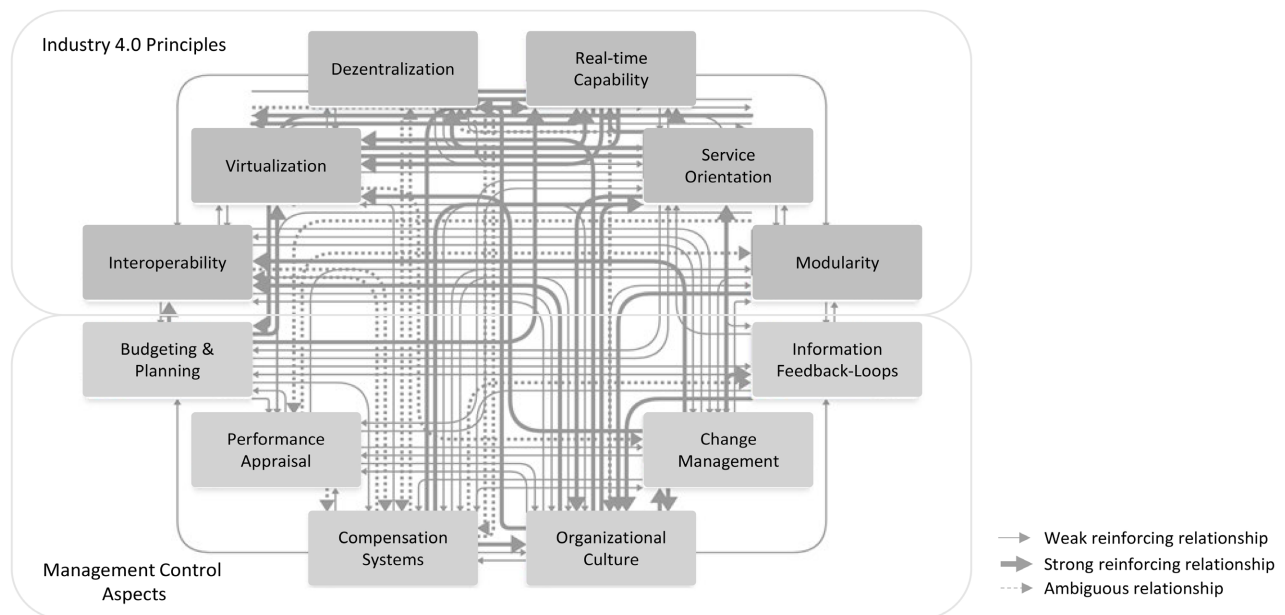 Industry 4.0 Principles
Dezentralization
Real-time
Capability
Virtualization
Service
Orientation
Interoperability
Modularity
Budgeting &
Planning
Information
Feedback-Loops
Performance
Appraisal
Change
Management
Compensation
Systems
Organizational
Culture
Management Control
Aspects
Weak reinforcing relationship
Strong reinforcing relationship
Ambiguous relationship